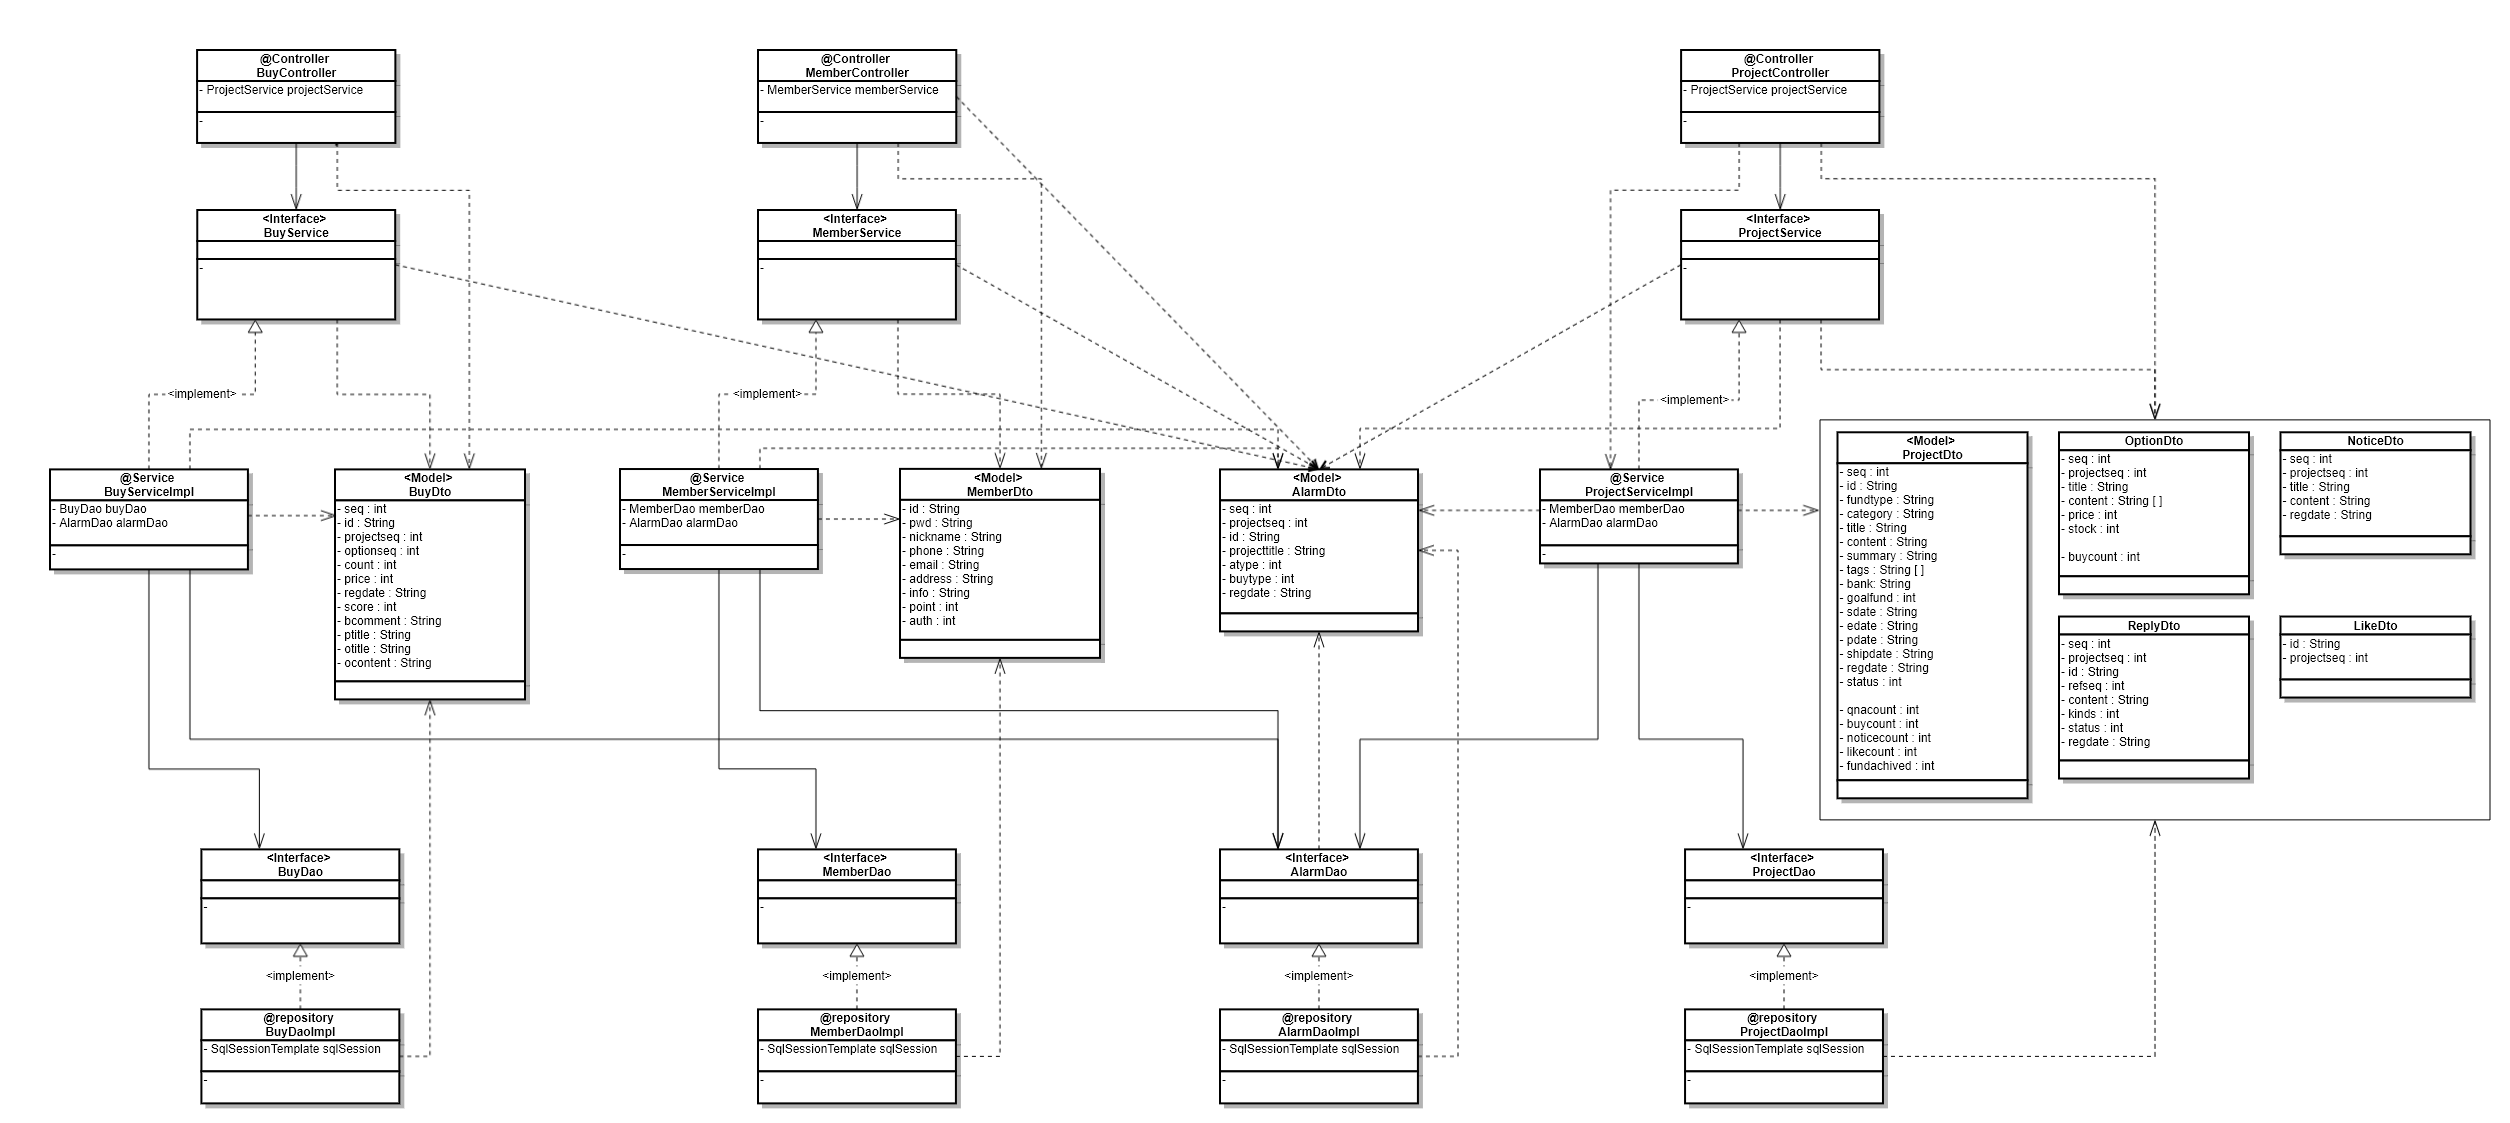 @Controller
BuyController
- ProjectService projectService
-
@Controller
MemberController
- MemberService memberService
-
@Controller
ProjectController
- ProjectService projectService
-
<Interface>
BuyService
-
<Interface>
MemberService
-
<Interface>
ProjectService
-
<implement>
<implement>
<implement>
@Service
BuyServiceImpl
- BuyDao buyDao
- AlarmDao alarmDao
-
<Model>
BuyDto
- seq : int
- id : String
- projectseq : int
- optionseq : int
- count : int
- price : int
- regdate : String
- score : int
- bcomment : String
- ptitle : String
- otitle : String
- ocontent : String
@Service
MemberServiceImpl
- MemberDao memberDao
- AlarmDao alarmDao
-
<Model>
MemberDto
- id : String
- pwd : String
- nickname : String
- phone : String
- email : String
- address : String
- info : String
- point : int
- auth : int
<Model>
AlarmDto
- seq : int
- projectseq : int
- id : String
- projecttitle : String
- atype : int
- buytype : int
- regdate : String
@Service
ProjectServiceImpl
- MemberDao memberDao
- AlarmDao alarmDao
-
<Model>
ProjectDto
- seq : int
- id : String
- fundtype : String
- category : String
- title : String
- content : String
- summary : String
- tags : String [ ]
- bank: String
- goalfund : int
- sdate : String
- edate : String
- pdate : String
- shipdate : String
- regdate : String
- status : int
- qnacount : int
- buycount : int
- noticecount : int
- likecount : int
- fundachived : int
OptionDto
- seq : int
- projectseq : int
- title : String
- content : String [ ]
- price : int
- stock : int
- buycount : int
NoticeDto
- seq : int
- projectseq : int
- title : String
- content : String
- regdate : String
ReplyDto
- seq : int
- projectseq : int
- id : String
- refseq : int
- content : String
- kinds : int
- status : int
- regdate : String
LikeDto
- id : String
- projectseq : int
<Interface>
BuyDao
-
<Interface>
MemberDao
-
<Interface>
AlarmDao
-
<Interface>
ProjectDao
-
<implement>
<implement>
<implement>
<implement>
@repository
BuyDaoImpl
- SqlSessionTemplate sqlSession
-
@repository
MemberDaoImpl
- SqlSessionTemplate sqlSession
-
@repository
AlarmDaoImpl
- SqlSessionTemplate sqlSession
-
@repository
ProjectDaoImpl
- SqlSessionTemplate sqlSession
-